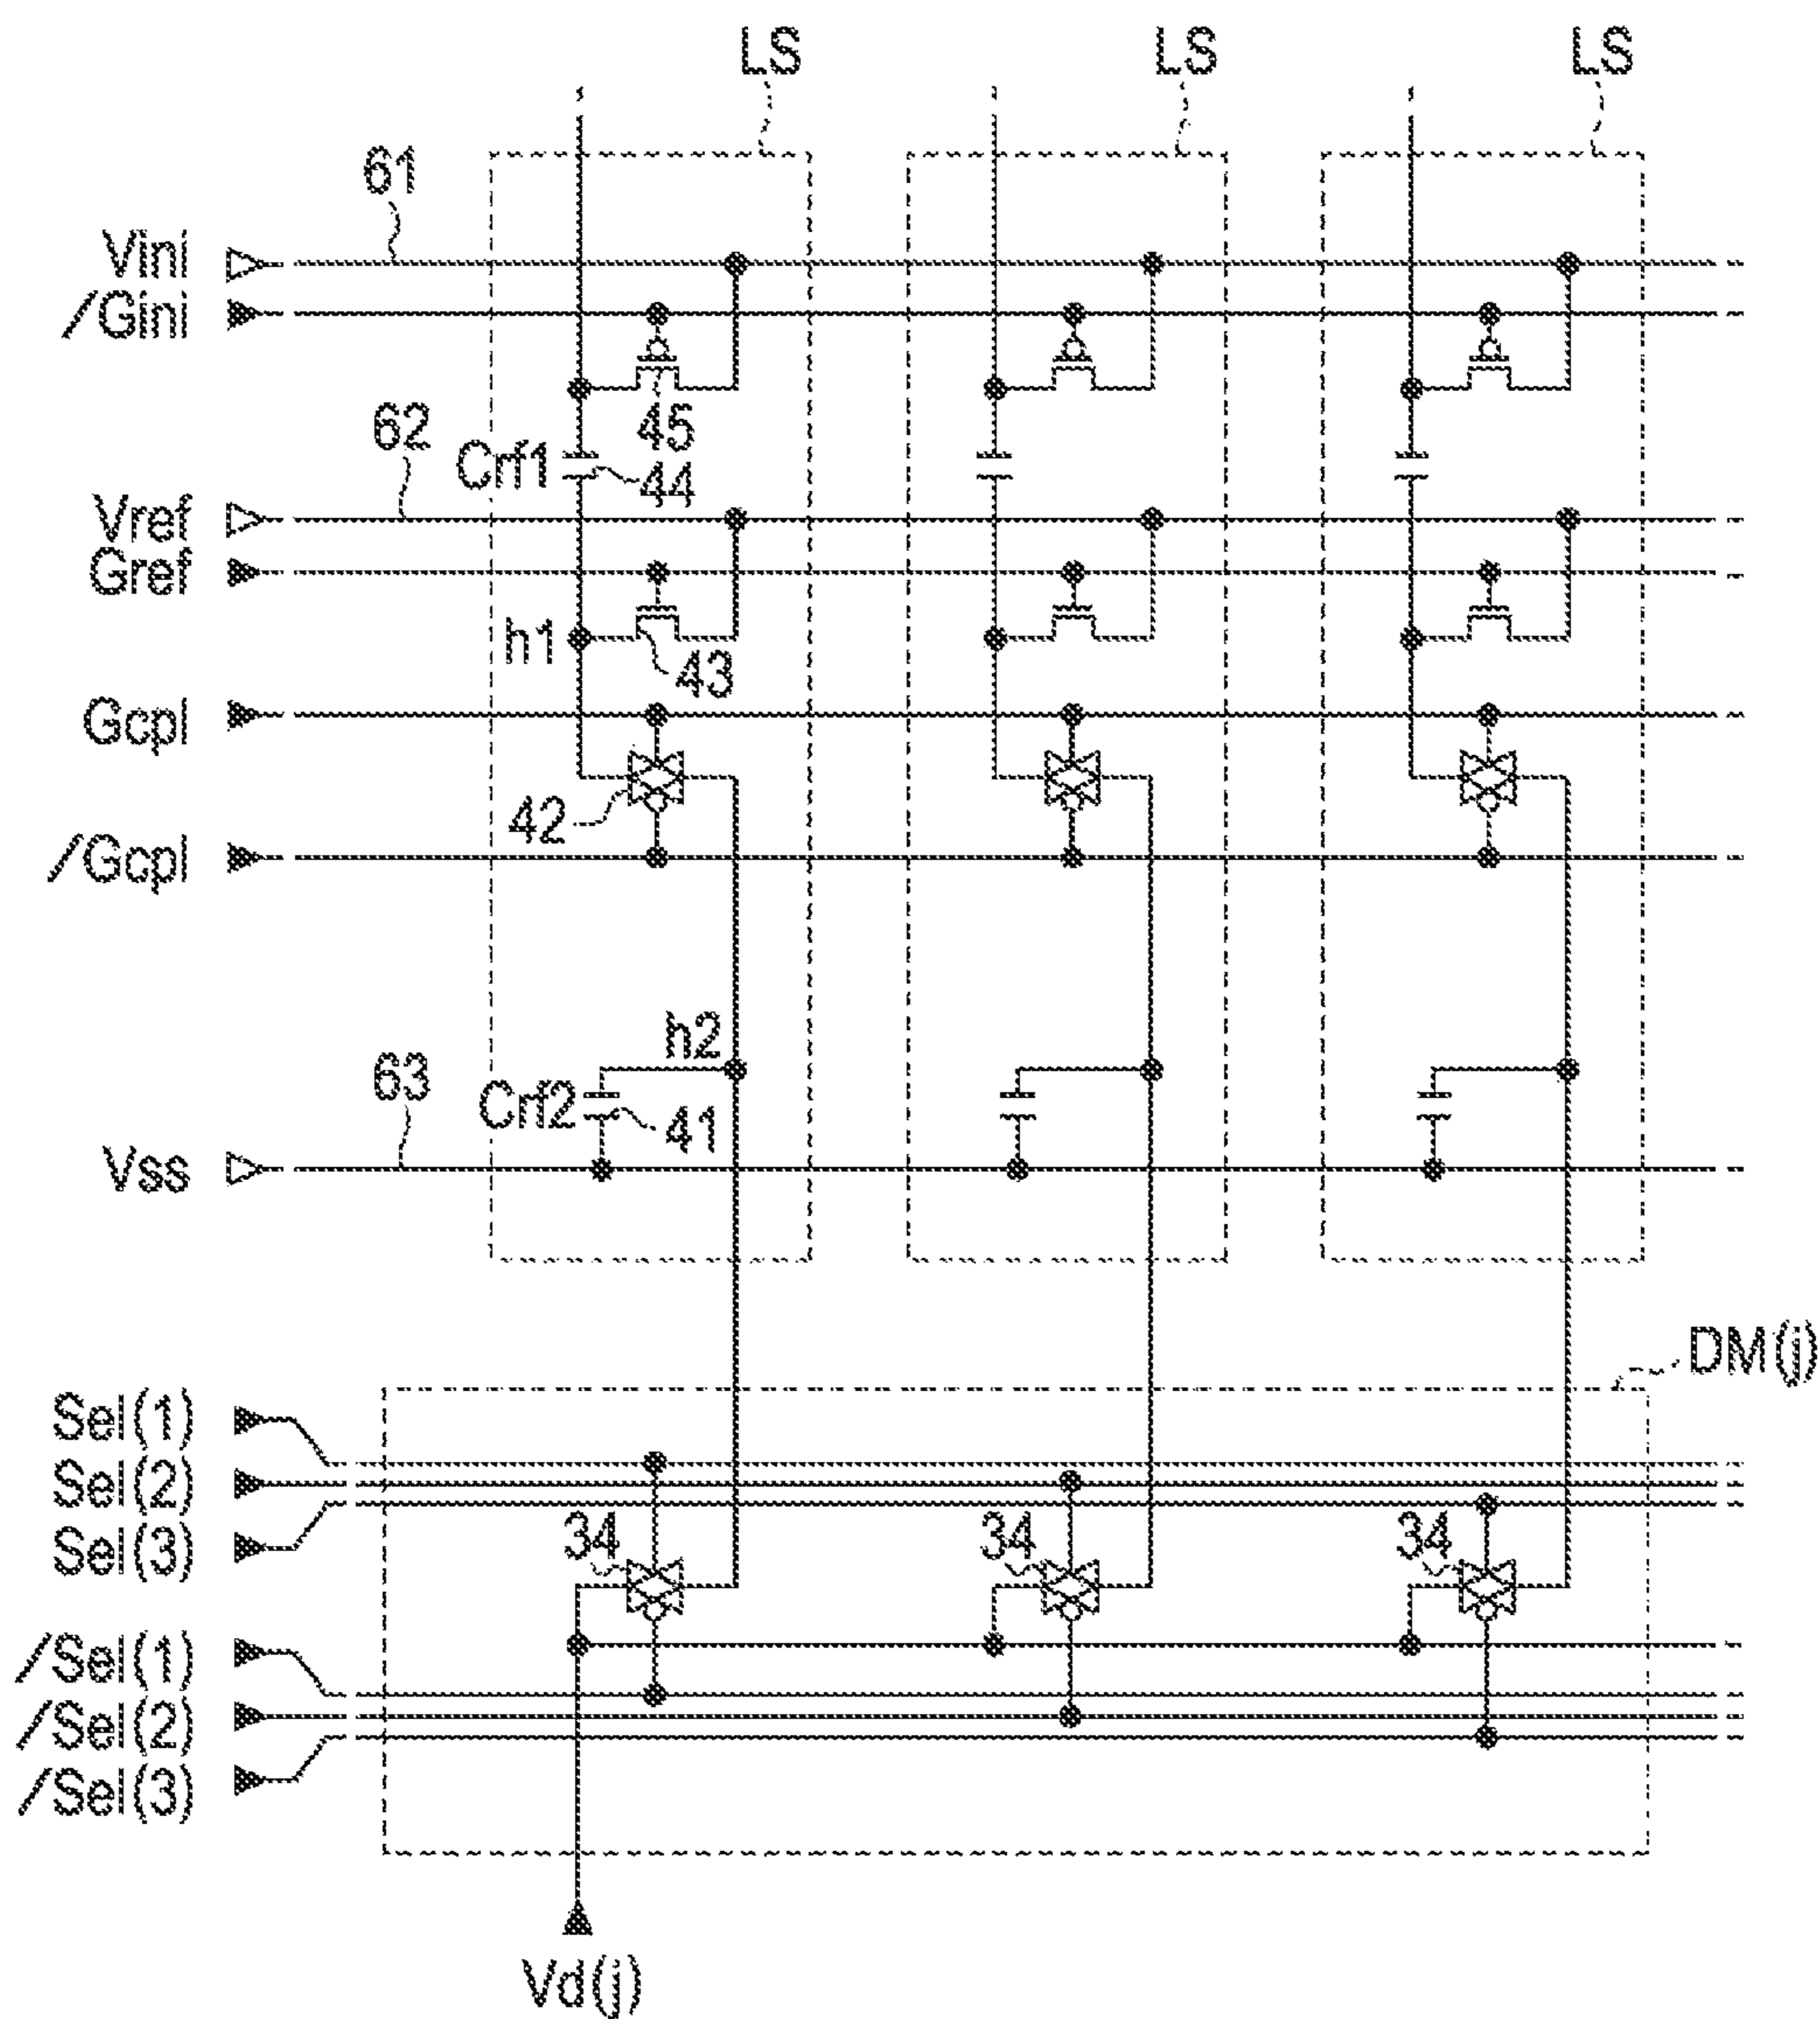 LS LS LS
61
Vini
/Gini
45
62
Crf1
44
Vref
Gref
h1
43
Gcpl
42
/Gcpl
h2
63
Crf2
41
Vss
DM(j)
Sel(1)
Sel(2)
34 34 34
Sel(3)
/Sel(1)
/Sel(2)
/Sel(3)
Vd(j)